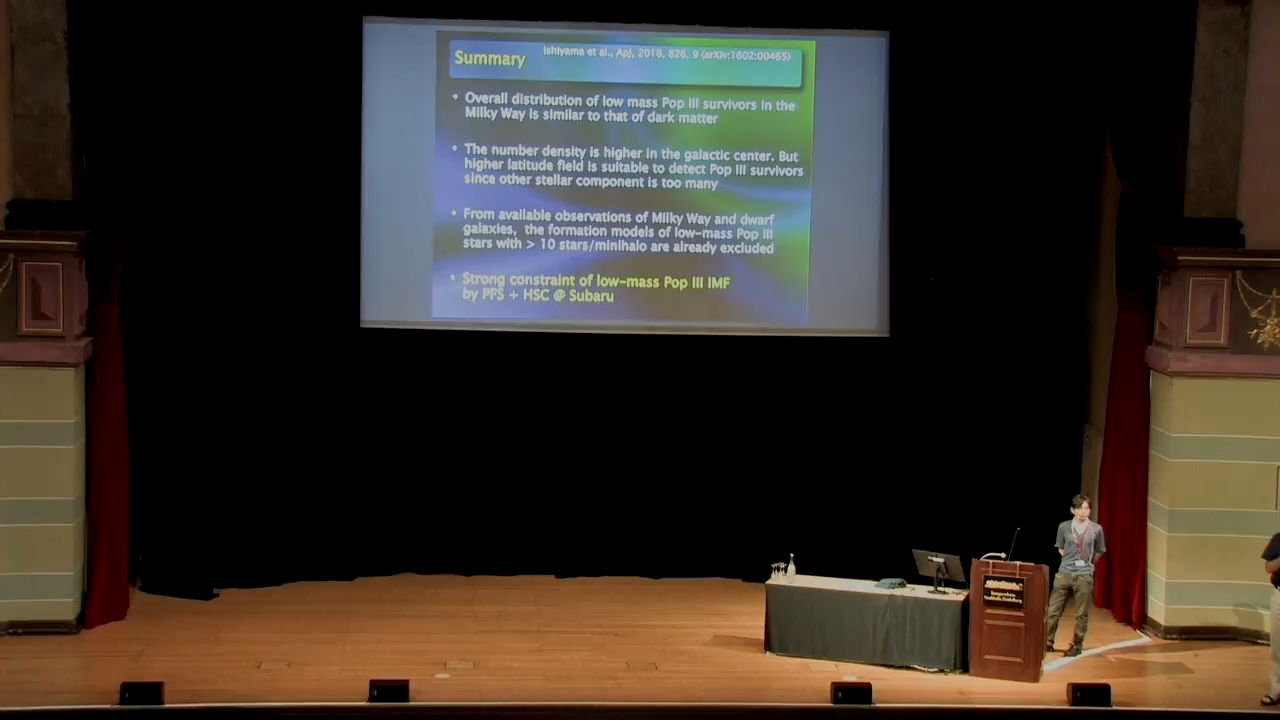 Summary
Ishiyama et al., ApJ, 2016, 826, 9 (arXiv:1602:00465)
• Overall distribution of low mass Pop III survivors in the
Milky Way is similar to that of dark matter
• The number density is higher in the galactic center. But
higher latitude field is suitable to detect Pop III survivors
since other stellar component is too many
• From available observations of Milky Way and dwarf
galaxies, the formation models of low-mass Pop III
stars with > 10 stars/minihalo are already excluded
• Strong constraint of low-mass Pop III IMF
by PFS + HSC @ Subaru